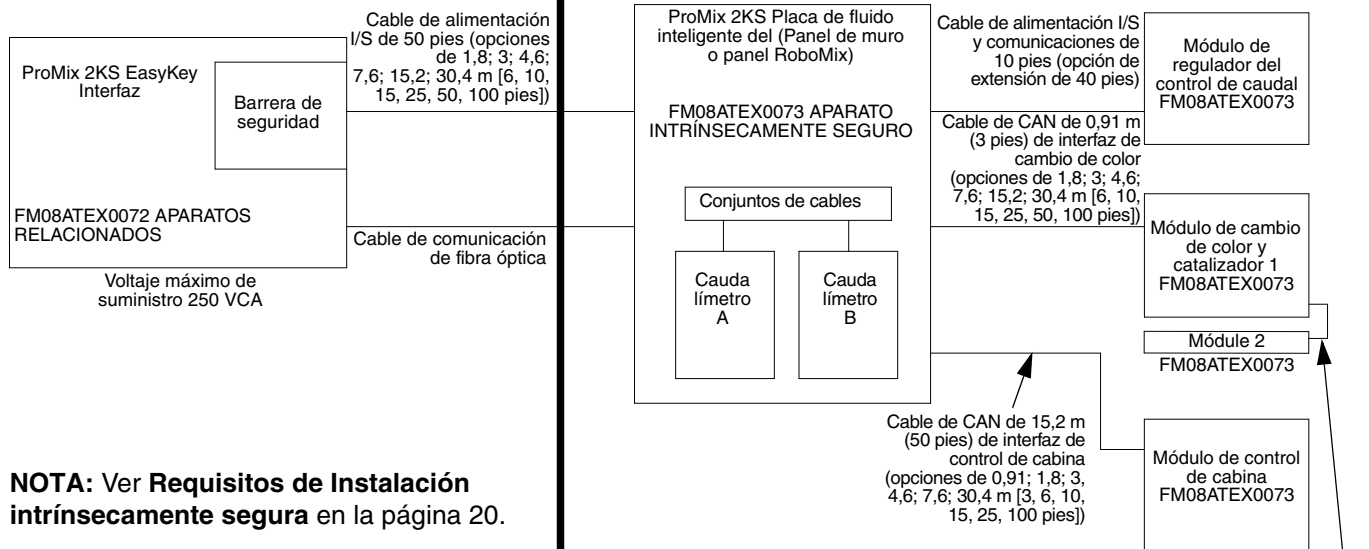 ProMix 2KS EasyKey
Interfaz
Barrera de
seguridad
FM08ATEX0072 APARATOS
RELACIONADOS
Voltaje máximo de
suministro 250 VCA
Cable de alimentación
I/S de 50 pies (opciones
de 1,8; 3; 4,6;
7,6; 15,2; 30,4 m [6, 10,
15, 25, 50, 100 pies])
Cable de comunicación
de fibra óptica
ProMix 2KS Placa de fluido
inteligente del (Panel de muro
o panel RoboMix)
FM08ATEX0073 APARATO
INTRÍNSECAMENTE SEGURO
Conjuntos de cables
Cauda
límetro
A
Cauda
límetro
B
Cable de alimentación I/S
y comunicaciones de
10 pies (opción de
extensión de 40 pies)
Cable de CAN de 0,91 m
(3 pies) de interfaz de
cambio de color
(opciones de 1,8; 3; 4,6;
7,6; 15,2; 30,4 m [6, 10,
15, 25, 50, 100 pies])
Módulo de
regulador del
control de caudal
FM08ATEX0073
Módulo de cambio
de color y
catalizador 1
FM08ATEX0073
Módule 2
FM08ATEX0073
Cable de CAN de 15,2 m
(50 pies) de interfaz de
control de cabina
(opciones de 0,91; 1,8; 3,
4,6; 7,6; 30,4 m [3, 6, 10,
15, 25, 100 pies])
Módulo de control
de cabina
FM08ATEX0073
NOTA: Ver Requisitos de Instalación
intrínsecamente segura en la página 20.